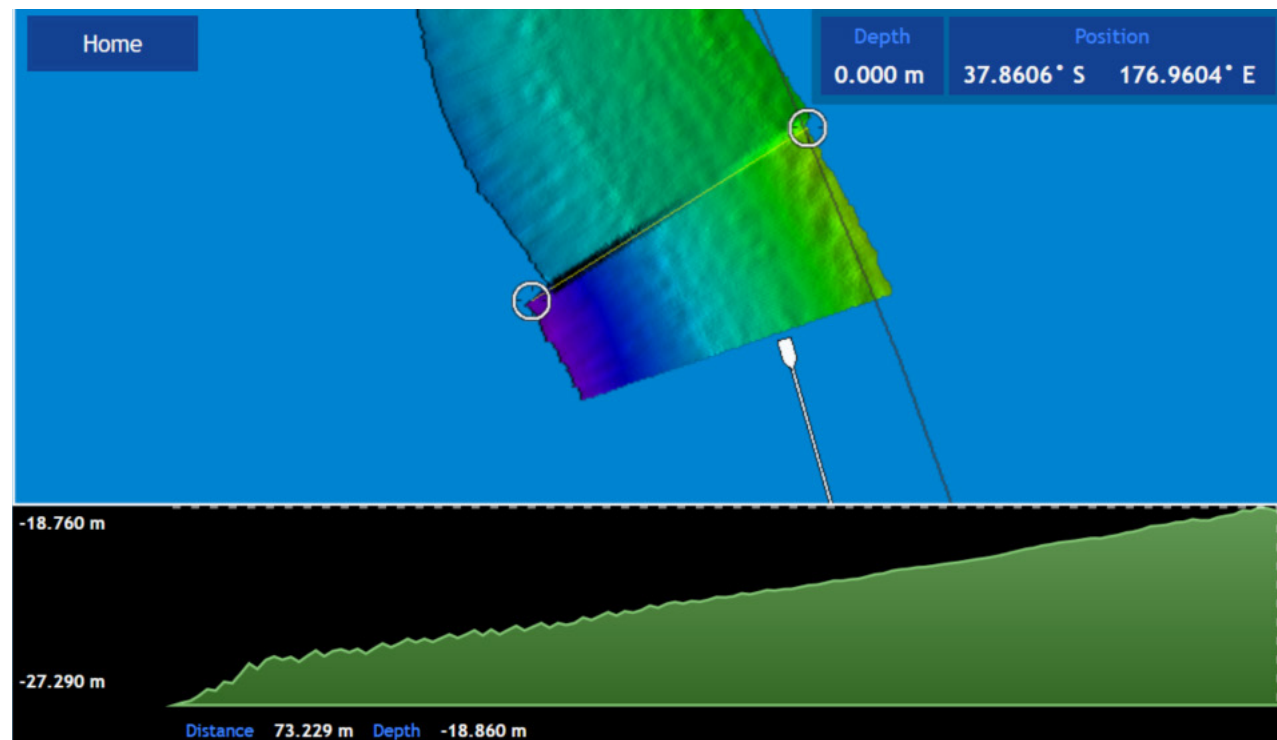 Home
Depth Position
0.000 m 37.8606° S 176.9604° E
-18.760 m
-27.290 m
Distance 73.229 m Depth -18.860 m